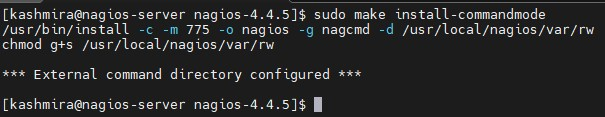 [kashmira@nagios-server nagios-4.4.5]$ sudo make install-commandmode
/usr/bin/install -c -m 775 -o nagios -g nagcmd -d /usr/local/nagios/var/rw
chmod g+s /usr/local/nagios/var/rw
*** External command directory configured ***
[kashmira@nagios-server nagios-4.4.5]$